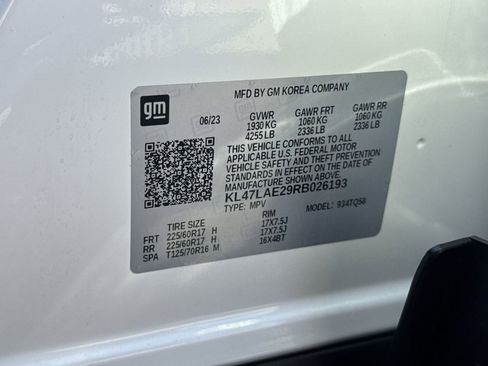 gm
MFD BY GM KOREA COMPANY
06/23 GVWR GAWR FRT GAWR RR
1930 KG 1060 KG 1060 KG
4255 LB 2336 LB 2336 LB
THIS VEHICLE CONFORMS TO ALL
APPLICABLE U.S. FEDERAL MOTOR
VEHICLE SAFETY AND THEFT PREVENTION
STANDARDS IN EFFECT ON THE DATE OF
MANUFACTURE SHOWN ABOVE.
KL47LAE29RB026193
TYPE: MPV MODEL: 934TQ58
TIRE SIZE RIM
FRT 225/60R17 H 17X7.5J
RR 225/60R17 H 17X7.5J
SPA T125/70R16 M 16X4BT